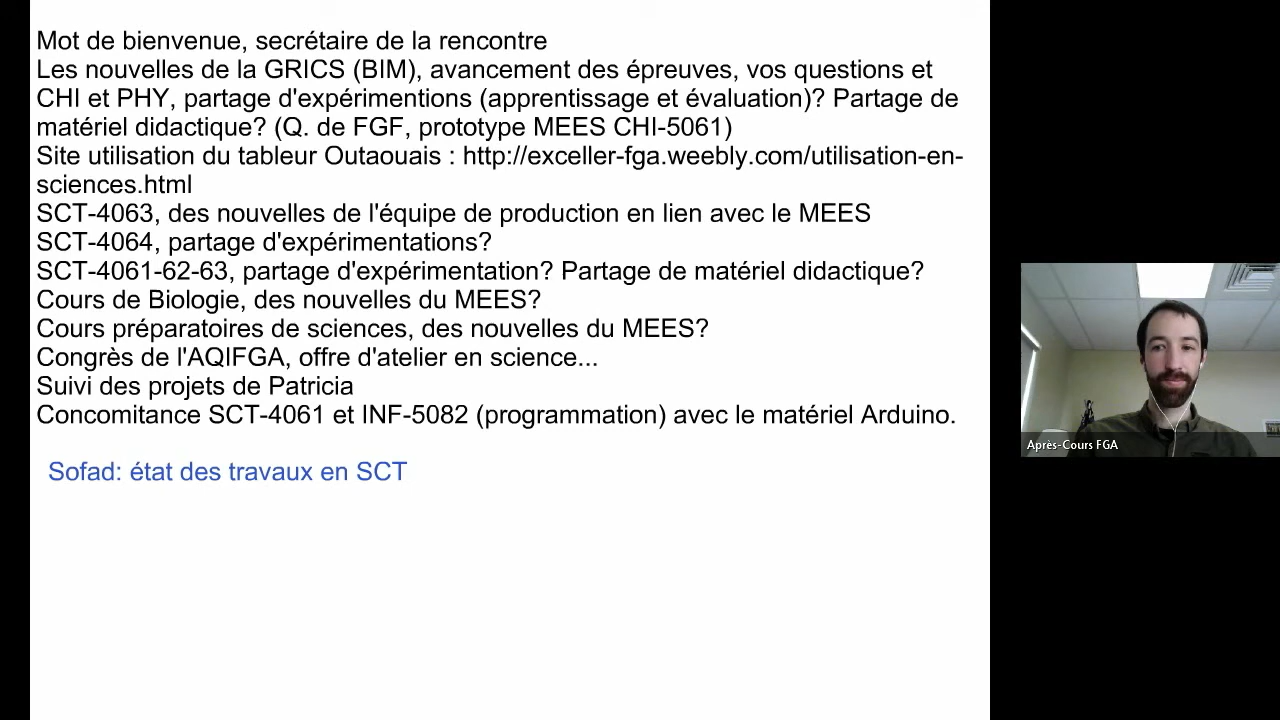 Mot de bienvenue, secrétaire de la rencontre
Les nouvelles de la GRICS (BIM), avancement des épreuves, vos questions et
CHI et PHY, partage d'expérimentions (apprentissage et évaluation)? Partage de
matériel didactique? (Q. de FGF, prototype MEES CHI-5061)
Site utilisation du tableur Outaouais : http://exceller-fga.weebly.com/utilisation-en-
sciences.html
SCT-4063, des nouvelles de l'équipe de production en lien avec le MEES
SCT-4064, partage d'expérimentations?
SCT-4061-62-63, partage d'expérimentation? Partage de matériel didactique?
Cours de Biologie, des nouvelles du MEES?
Cours préparatoires de sciences, des nouvelles du MEES?
Congrès de l'AQIFGA, offre d'atelier en science...
Suivi des projets de Patricia
Concomitance SCT-4061 et INF-5082 (programmation) avec le matériel Arduino.
Sofad: état des travaux en SCT
Après-Cours FGA